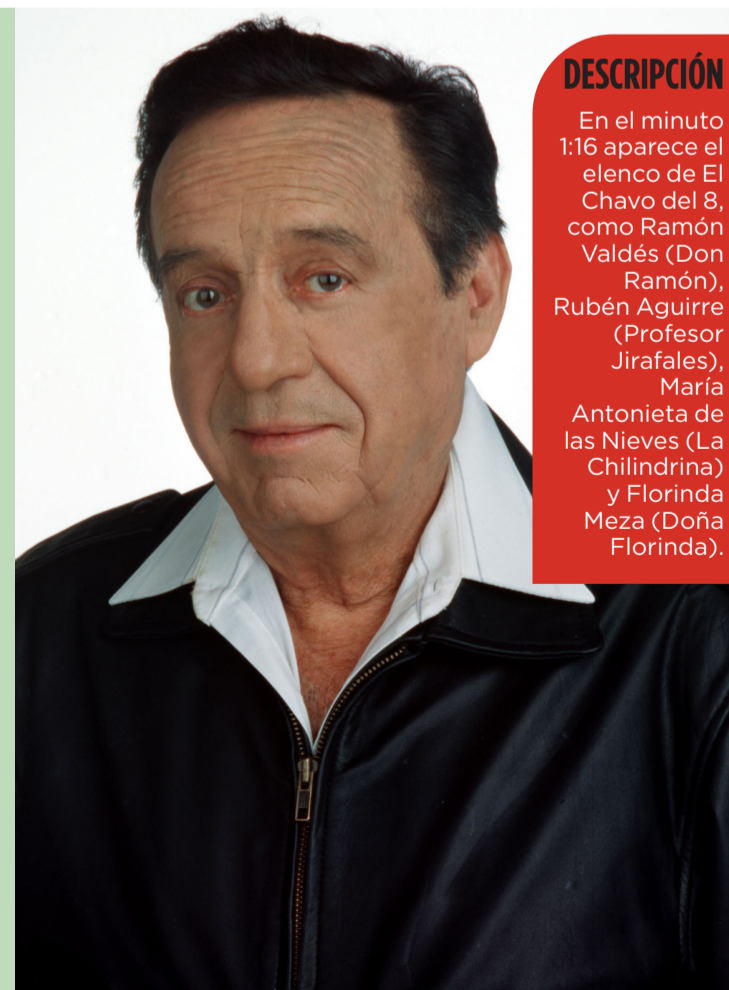 DESCRIPCIÓN
En el minuto
1:16 aparece el
elenco de El
Chavo del 8,
como Ramón
Valdés (Don
Ramón),
Rubén Aguirre
(Profesor
Jirafales),
María
Antonieta de
las Nieves (La
Chilindrina)
y Florinda
Meza (Doña
Florinda).